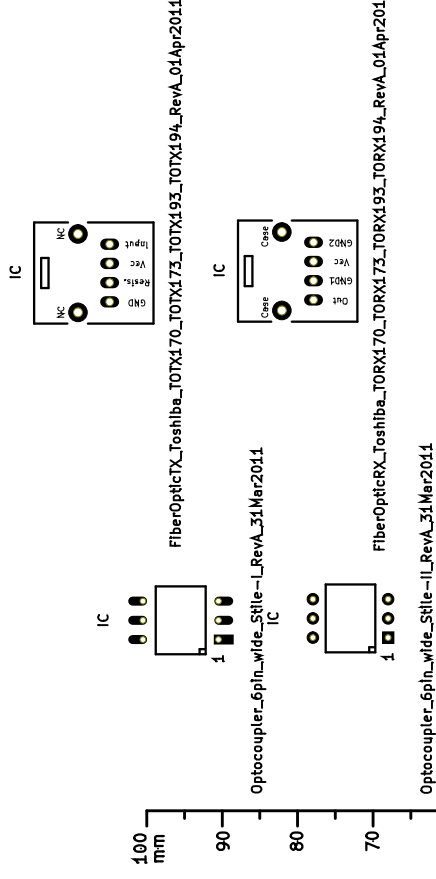 IC
NC
NC
Input
Vcc
Resis.
GND
FiberOpticTX_Toshiba_TOTX170_TOTX173_TOTX193_TOTX194_RevA_01Apr2011
IC
Case
Case
GND2
Vcc
GND1
Out
FiberOpticRX_Toshiba_TORX170_TORX173_TORX193_TORX194_RevA_01Apr201
IC
1
Optocoupler_6pin_wide_Stile-I_RevA_31Mar2011
IC
1
Optocoupler_6pin_wide_Stile-II_RevA_31Mar2011
100
mm
90
80
70